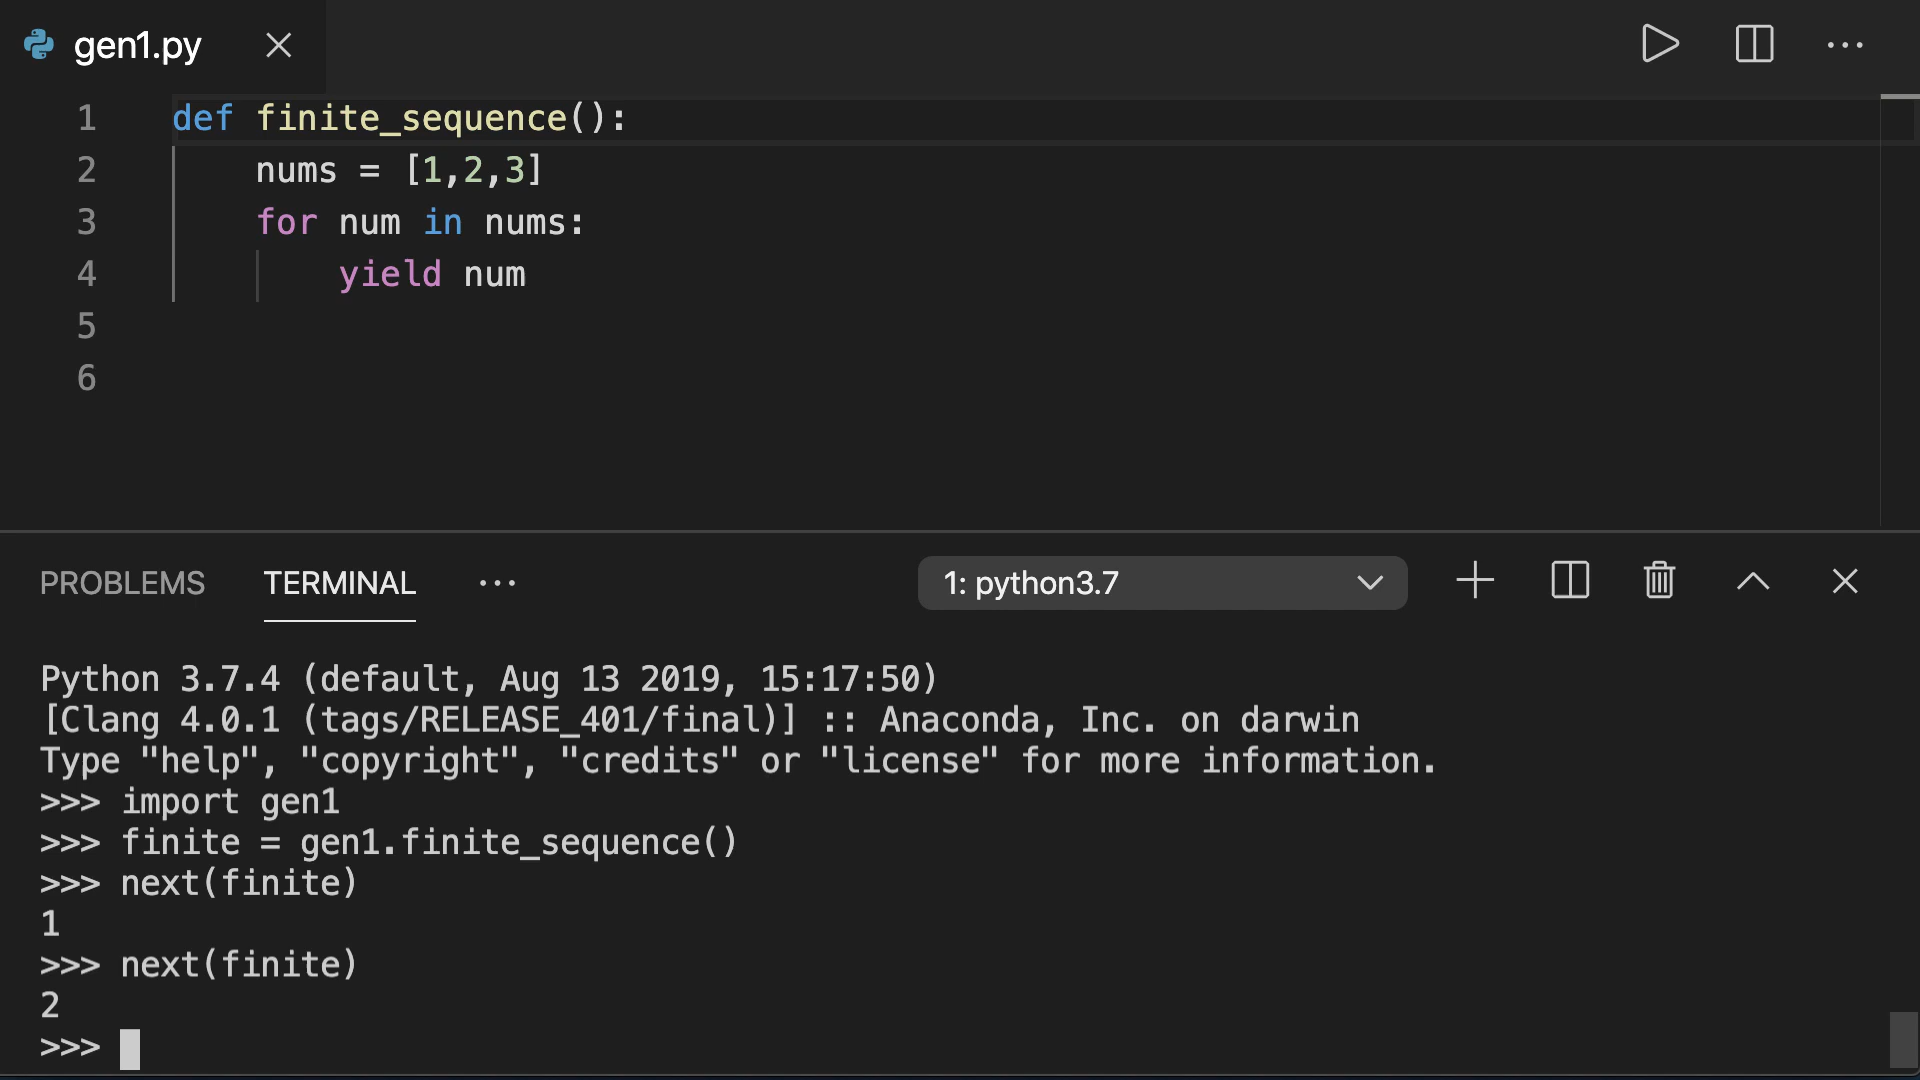 gen1.py
1 def finite_sequence():
2     nums = [1,2,3]
3     for num in nums:
4         yield num
5
6
PROBLEMS TERMINAL ... 1: python3.7
Python 3.7.4 (default, Aug 13 2019, 15:17:50)
[Clang 4.0.1 (tags/RELEASE_401/final)] :: Anaconda, Inc. on darwin
Type "help", "copyright", "credits" or "license" for more information.
>>> import gen1
>>> finite = gen1.finite_sequence()
>>> next(finite)
1
>>> next(finite)
2
>>>